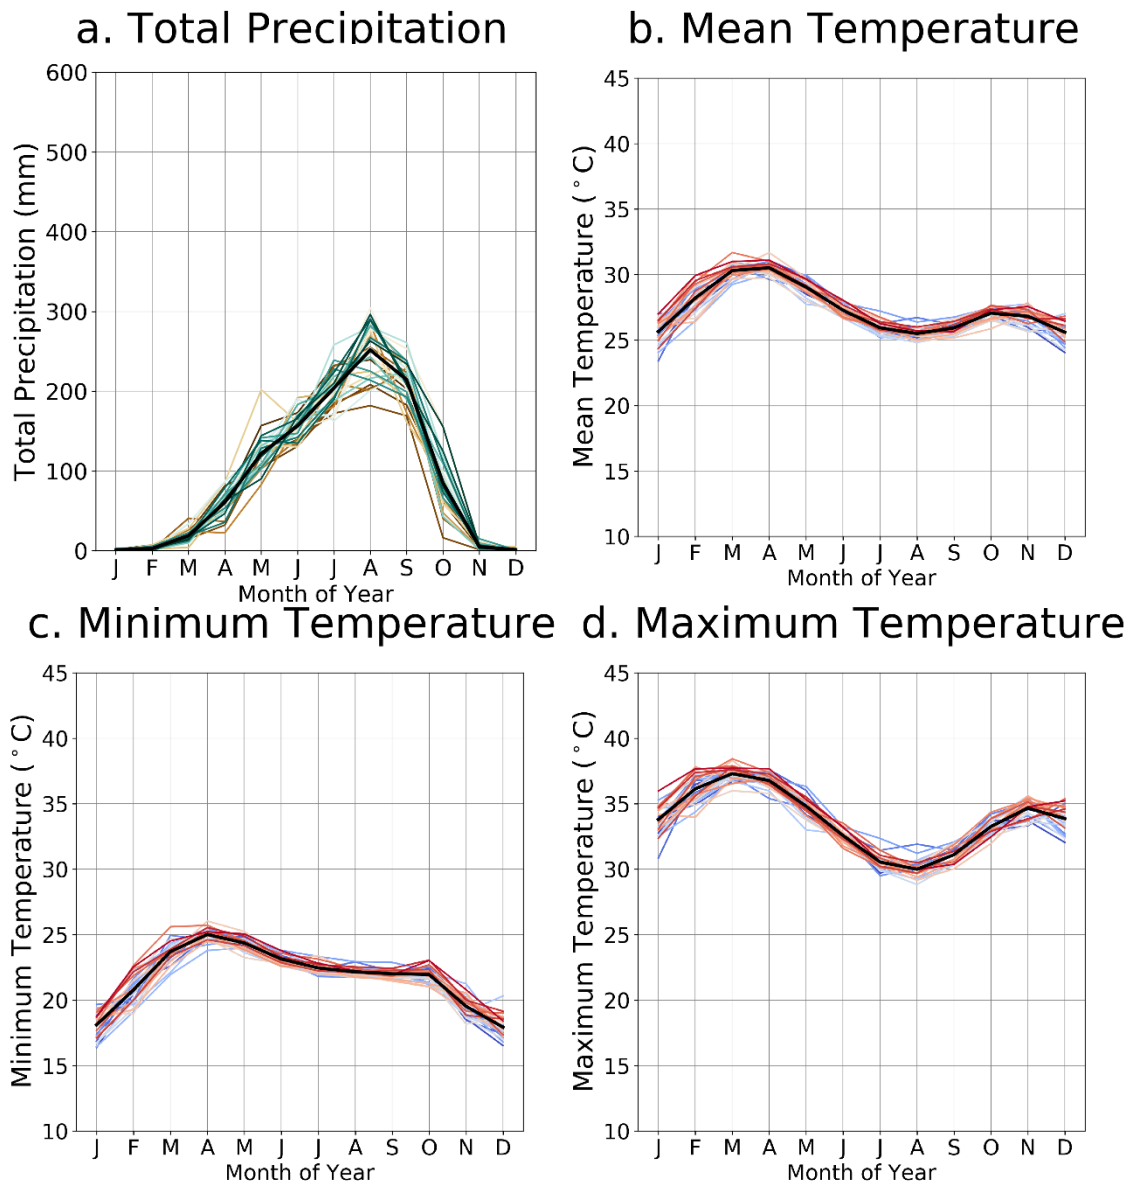 a. Total Precipitation
Total Precipitation (mm)
600
500
400
300
200
100
0
J F M A M J J A S O N D
Month of Year
b. Mean Temperature
Mean Temperature (°C)
45
40
35
30
25
20
15
10
J F M A M J J A S O N D
Month of Year
c. Minimum Temperature
Minimum Temperature (°C)
45
40
35
30
25
20
15
10
J F M A M J J A S O N D
Month of Year
d. Maximum Temperature
Maximum Temperature (°C)
45
40
35
30
25
20
15
10
J F M A M J J A S O N D
Month of Year